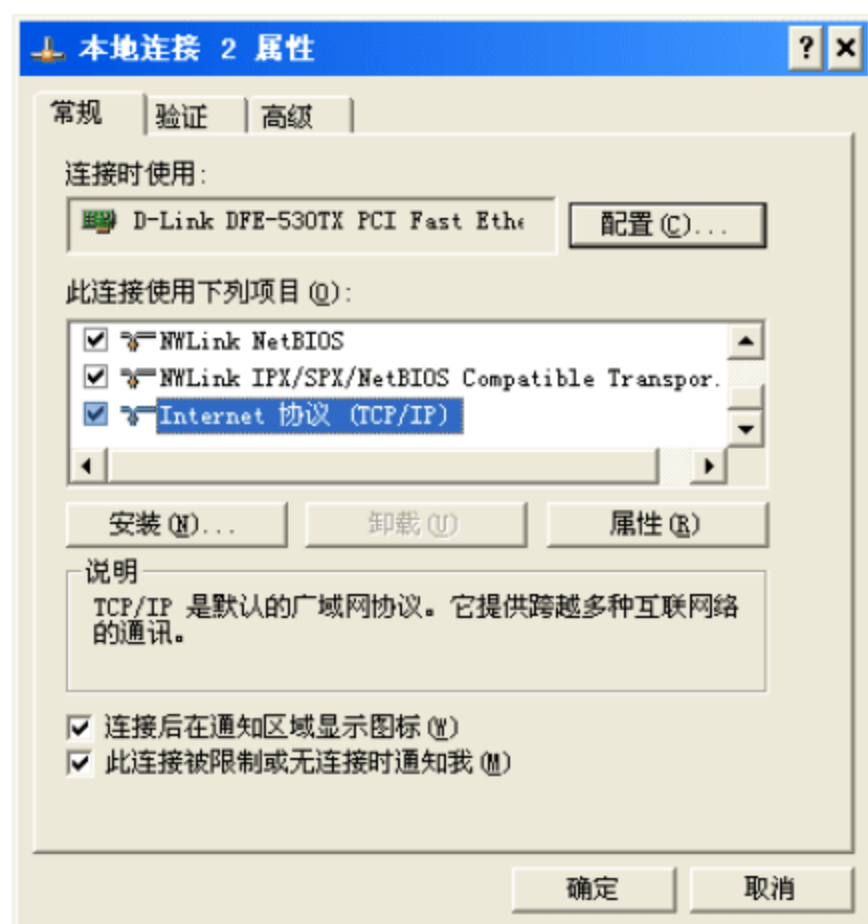 本地连接 2 属性
常规 验证 高级
连接时使用:
D-Link DFE-530TX PCI Fast Ethe
配置(C)...
此连接使用下列项目(O):
NWLink NetBIOS
NWLink IPX/SPX/NetBIOS Compatible Transpor.
Internet 协议 (TCP/IP)
安装(N)... 卸载(U) 属性(R)
说明
TCP/IP 是默认的广域网协议。它提供跨越多种互联网络
的通讯。
连接后在通知区域显示图标(W)
此连接被限制或无连接时通知我(M)
确定 取消